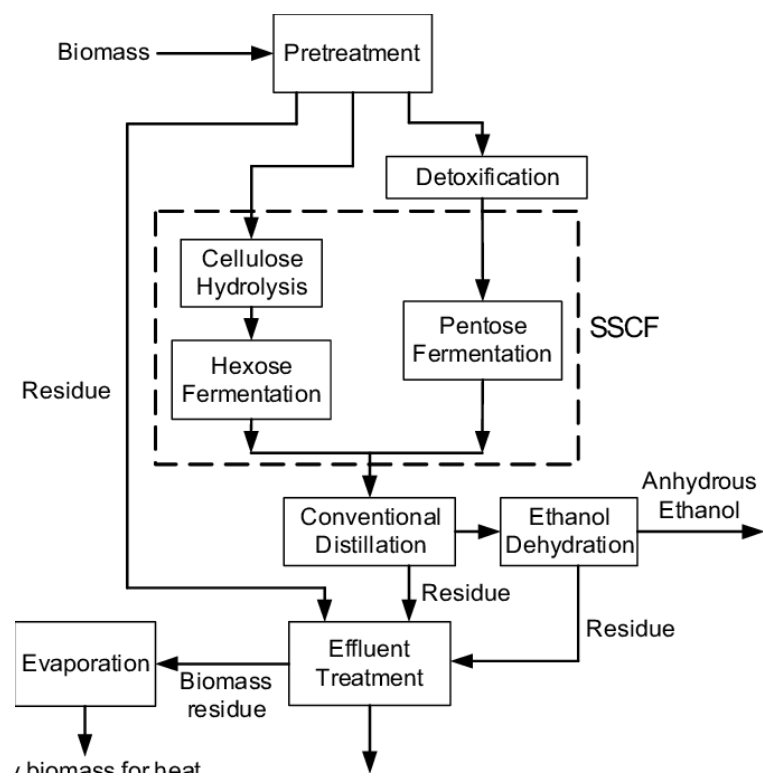 Biomass
Pretreatment
Detoxification
Cellulose
Hydrolysis
Pentose
Fermentation
SSCF
Hexose
Fermentation
Residue
Conventional
Distillation
Ethanol
Dehydration
Anhydrous
Ethanol
Residue
Residue
Effluent
Treatment
Evaporation
Biomass
residue
biomass for heat